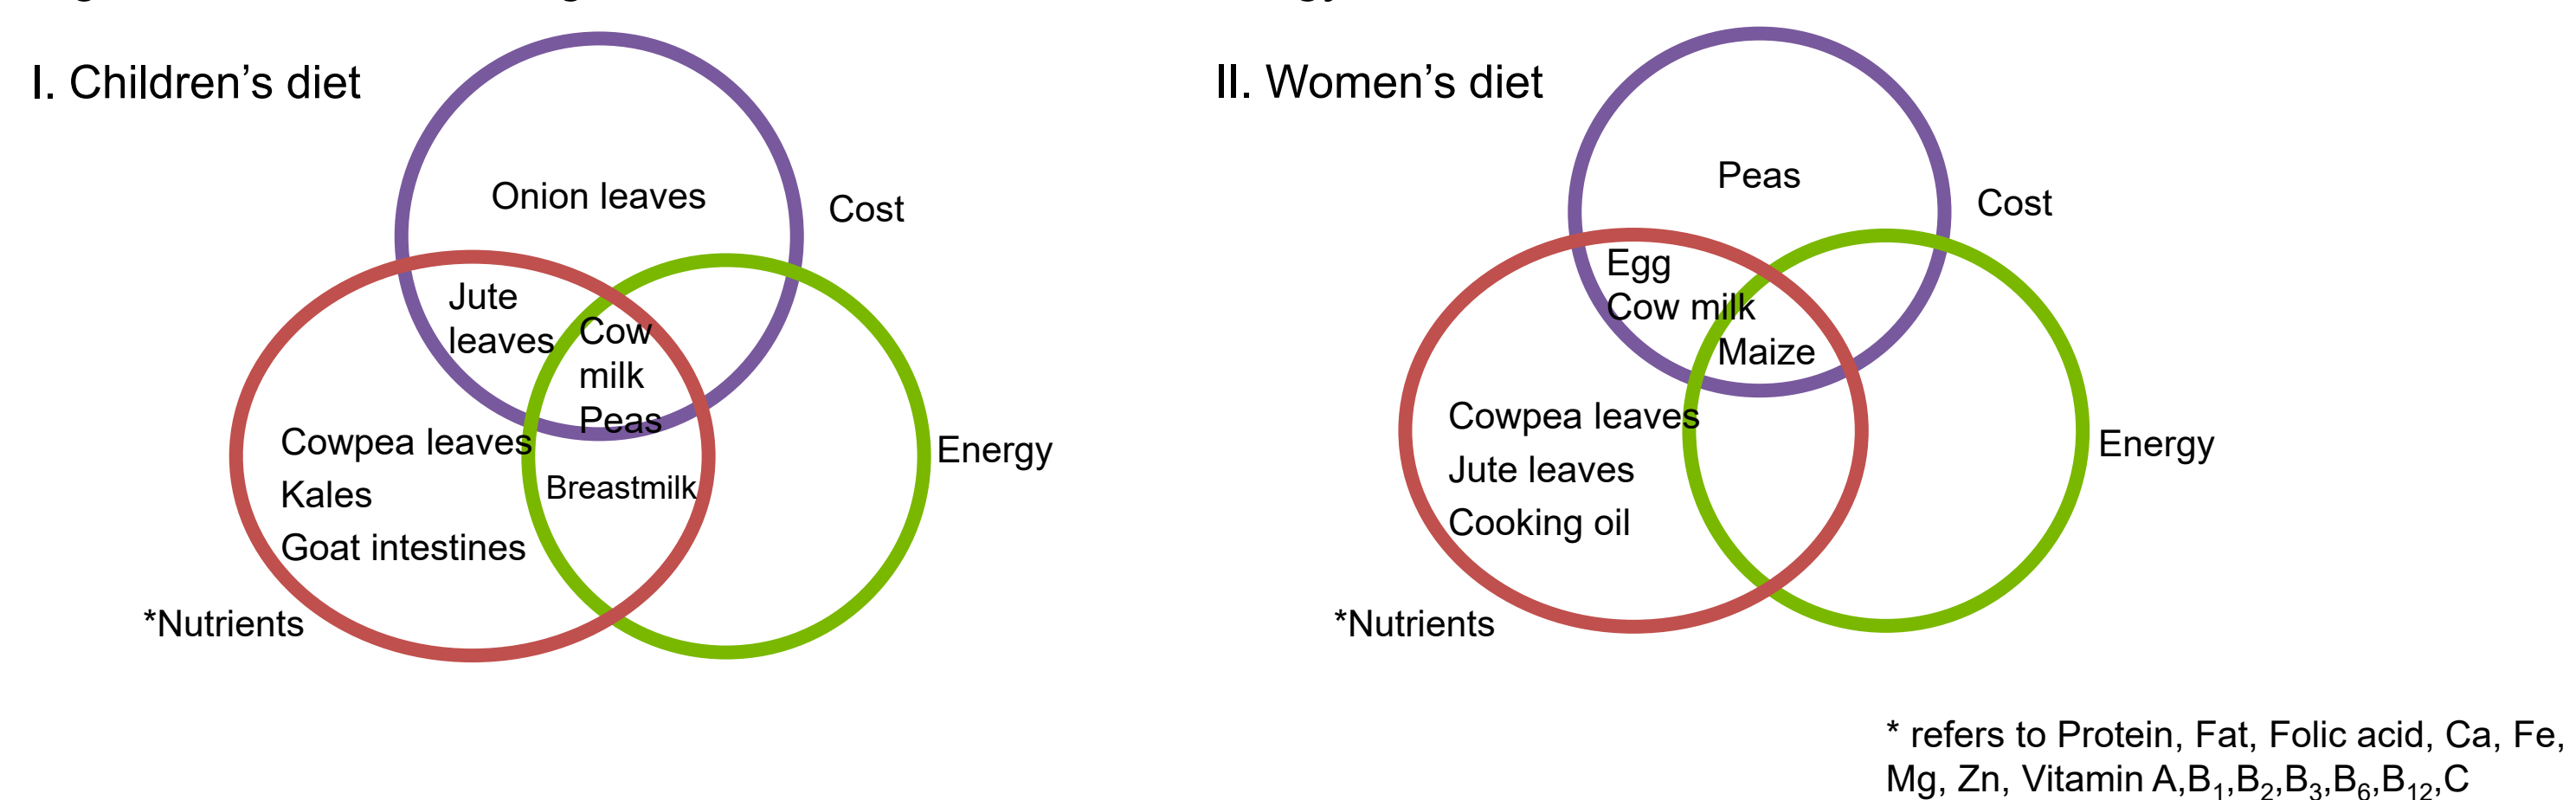 I. Children’s diet
Onion leaves
Cost
Jute
leaves
Cow
milk
Peas
Cowpea leaves
Kales
Goat intestines
Breastmilk
Energy
*Nutrients
II. Women’s diet
Peas
Cost
Egg
Cow milk
Maize
Cowpea leaves
Jute leaves
Cooking oil
Energy
*Nutrients
* refers to Protein, Fat, Folic acid, Ca, Fe,
Mg, Zn, Vitamin A,B₁,B₂,B₃,B₆,B₁₂,C